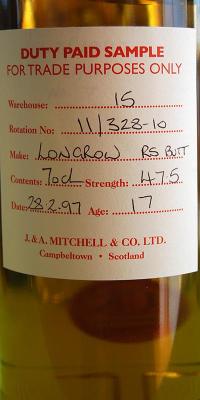 DUTY PAID SAMPLE
FOR TRADE PURPOSES ONLY
Warehouse: 15
Rotation No: 11/328-10
Make: LONGROW RS BUTT
Contents: 70cl Strength: 47.5
Date: 28.2.97 Age: 17
J. & A. MITCHELL & CO. LTD.
Campbeltown • Scotland